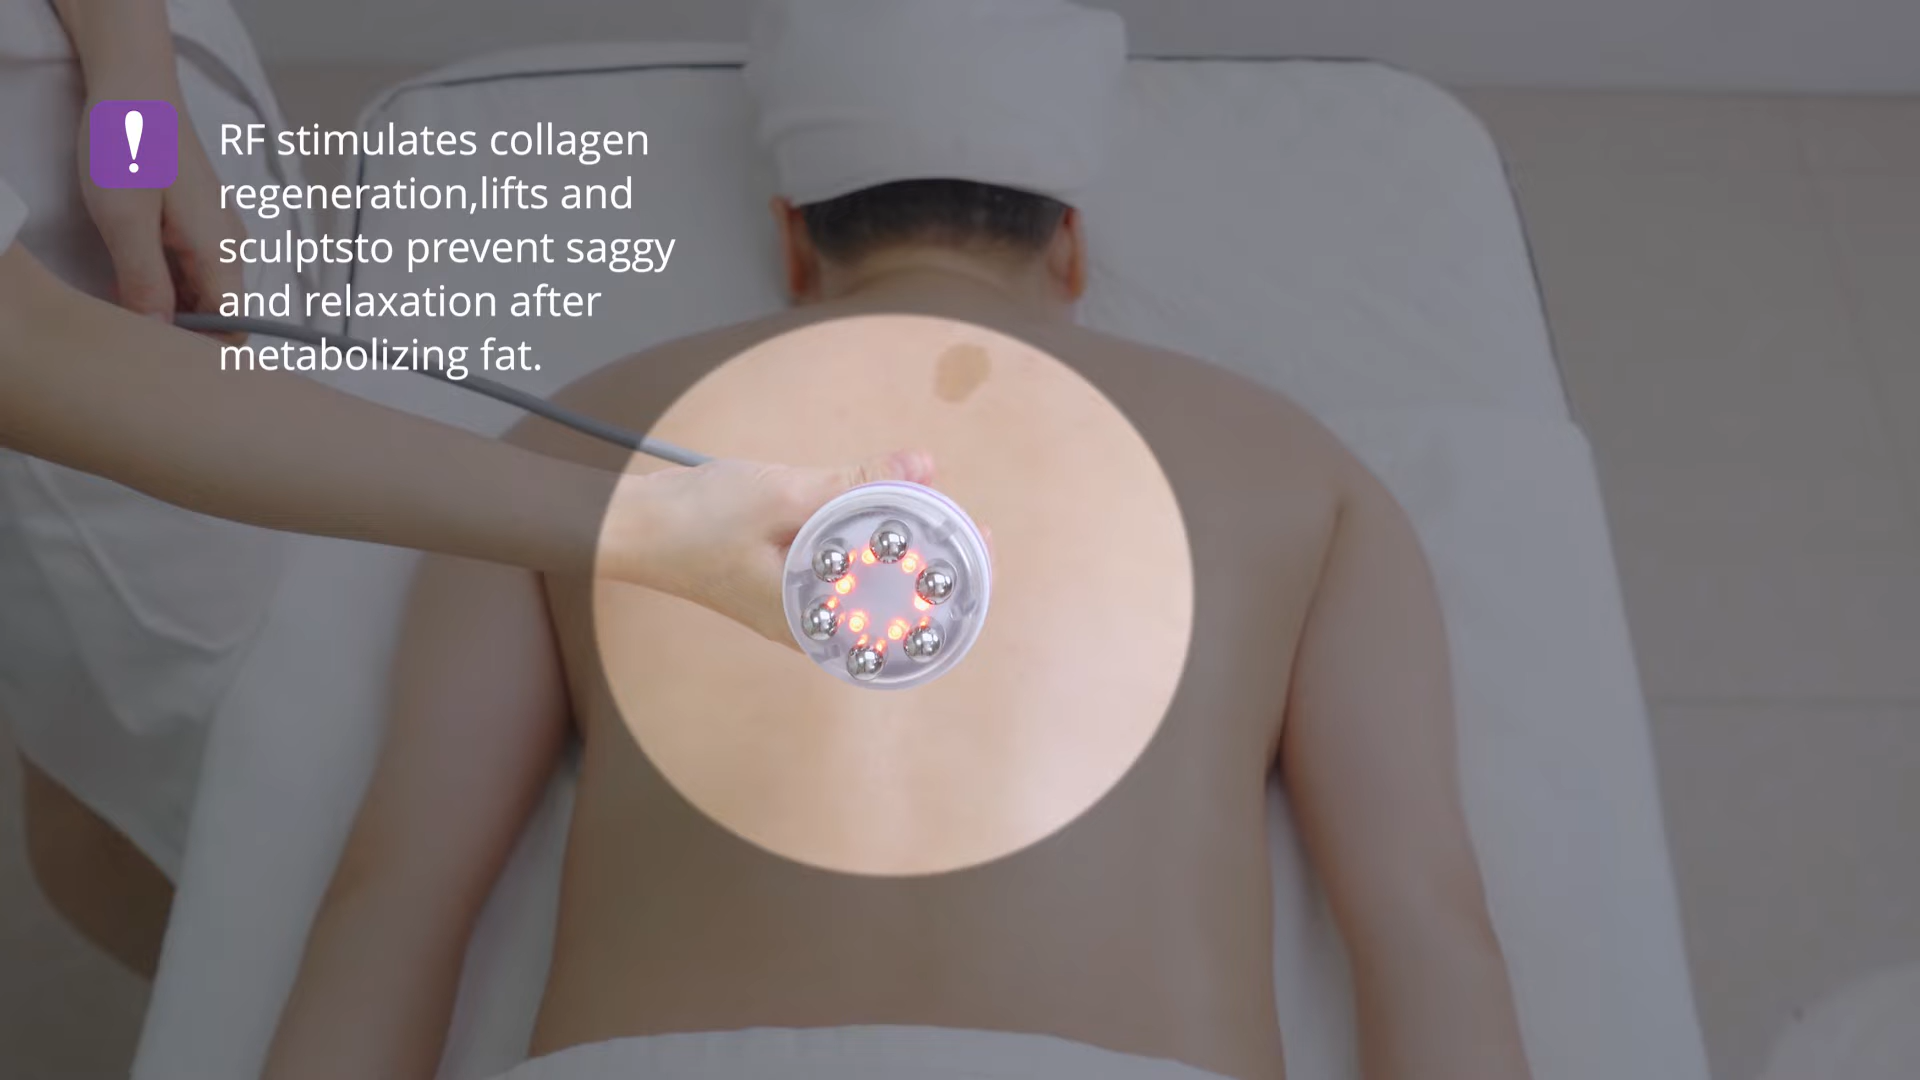 RF stimulates collagen
regeneration,lifts and
sculptsto prevent saggy
and relaxation after
metabolizing fat.